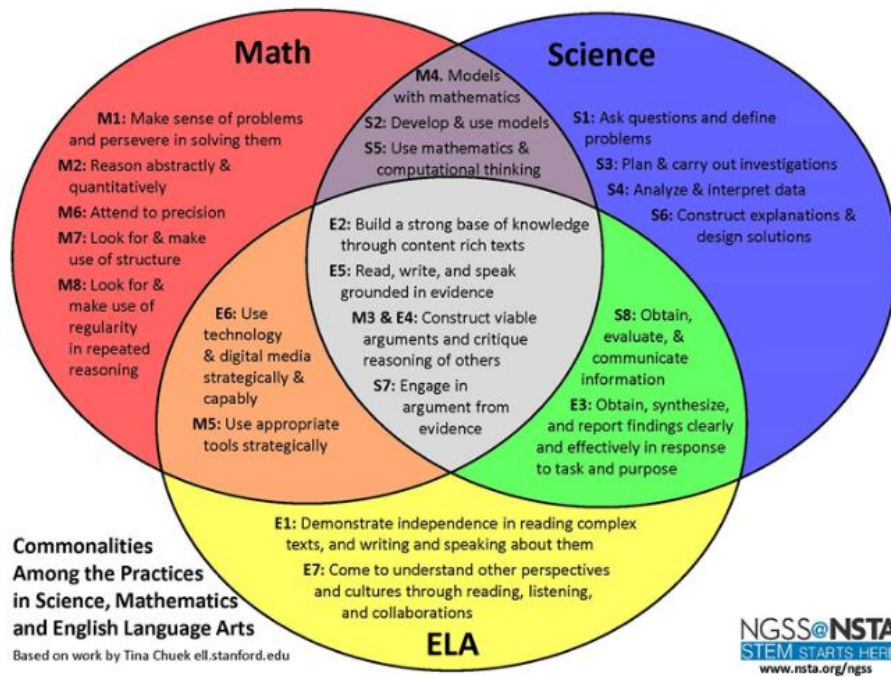 Math
Science
M1: Make sense of problems
and persevere in solving them
M2: Reason abstractly &
quantitatively
M6: Attend to precision
M7: Look for & make
use of structure
M8: Look for &
make use of
regularity
in repeated
reasoning
M4. Models
with mathematics
S2: Develop & use models
S5: Use mathematics &
computational thinking
S1: Ask questions and define
problems
S3: Plan & carry out investigations
S4: Analyze & interpret data
S6: Construct explanations &
design solutions
E2: Build a strong base of knowledge
through content rich texts
E5: Read, write, and speak
grounded in evidence
M3 & E4: Construct viable
arguments and critique
reasoning of others
S7: Engage in
argument from
evidence
E6: Use
technology
& digital media
strategically &
capably
M5: Use appropriate
tools strategically
S8: Obtain,
evaluate, &
communicate
information
E3: Obtain, synthesize,
and report findings clearly
and effectively in response
to task and purpose
E1: Demonstrate independence in reading complex
texts, and writing and speaking about them
E7: Come to understand other perspectives
and cultures through reading, listening,
and collaborations
ELA
Commonalities
Among the Practices
in Science, Mathematics
and English Language Arts
Based on work by Tina Chuek ell.stanford.edu
NGSS@NSTA
STEM STARTS HERE
www.nsta.org/ngss